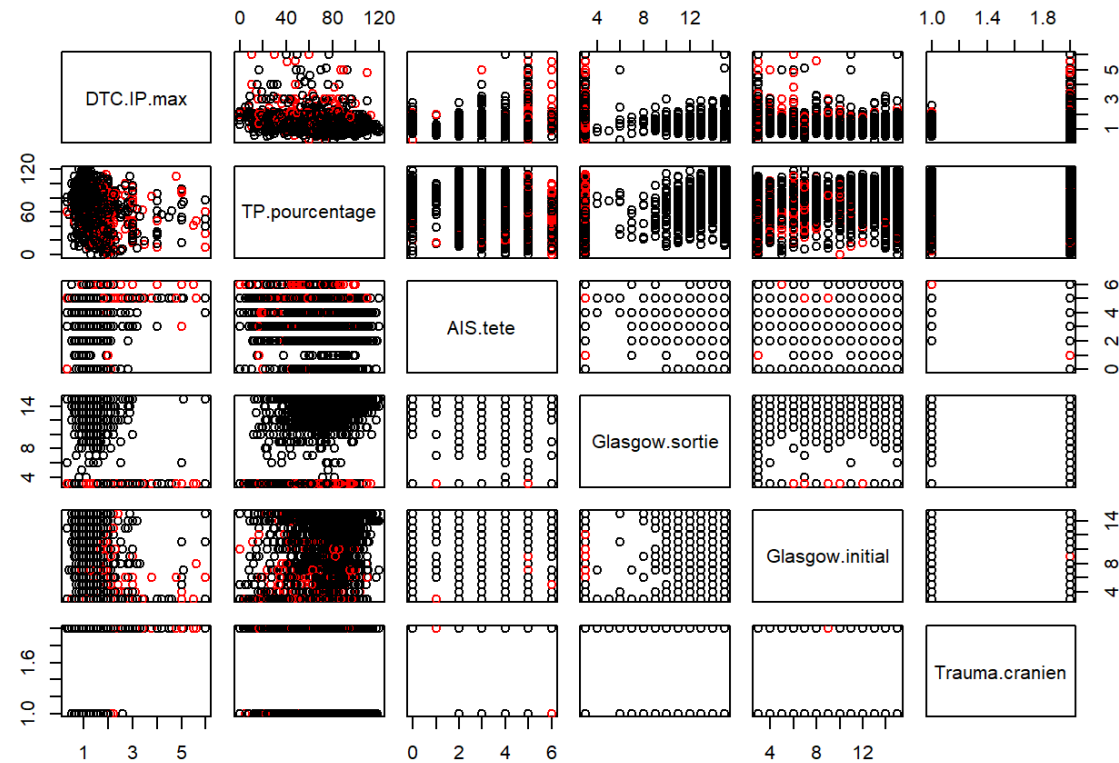 0 40 80 120 4 8 12 1.0 1.4 1.8
DTC.IP.max
1 3 5
0 60 120
TP.pourcentage
AIS.tete
0 2 4 6
4 8 14
Glasgow.sortie
Glasgow.initial
4 8 14
1.0 1.6
Trauma.cranien
1 3 5 0 2 4 6 4 8 12